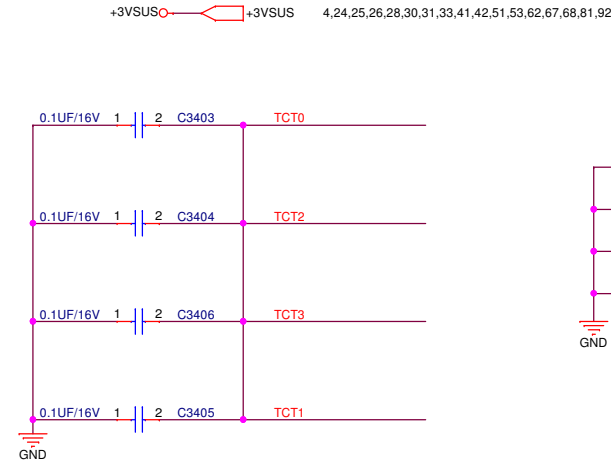 +3VSUS +3VSUS 4,24,25,26,28,30,31,33,41,42,51,53,62,67,68,81,92
0.1UF/16V 1 2 C3403 TCT0
0.1UF/16V 1 2 C3404 TCT2
0.1UF/16V 1 2 C3406 TCT3
GND
0.1UF/16V 1 2 C3405 TCT1
GND